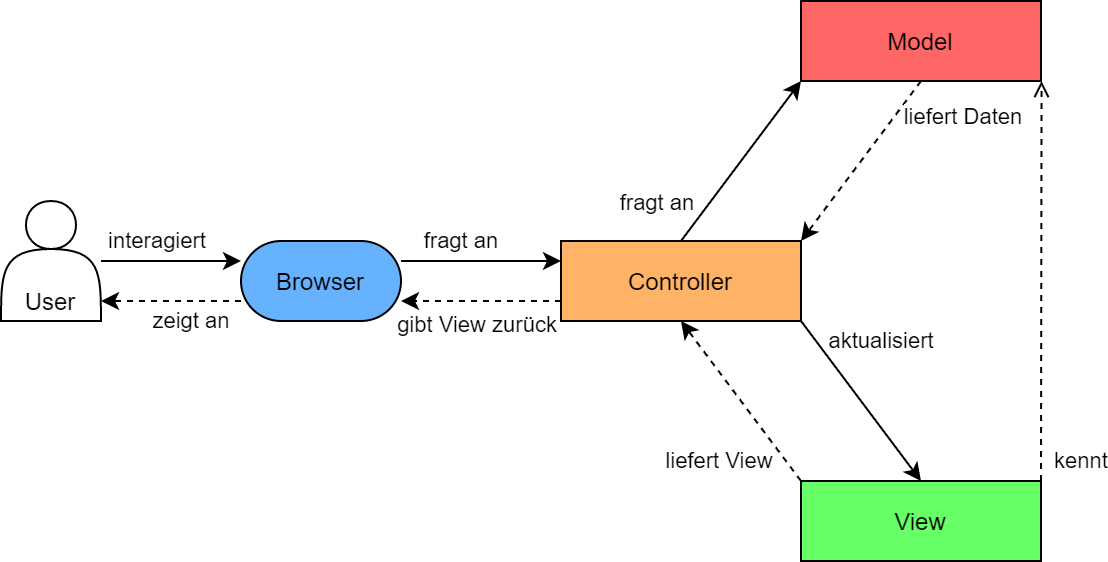 Model
liefert Daten
fragt an
interagiert
fragt an
User
Browser
Controller
zeigt an
gibt View zurück
aktualisiert
liefert View
kennt
View